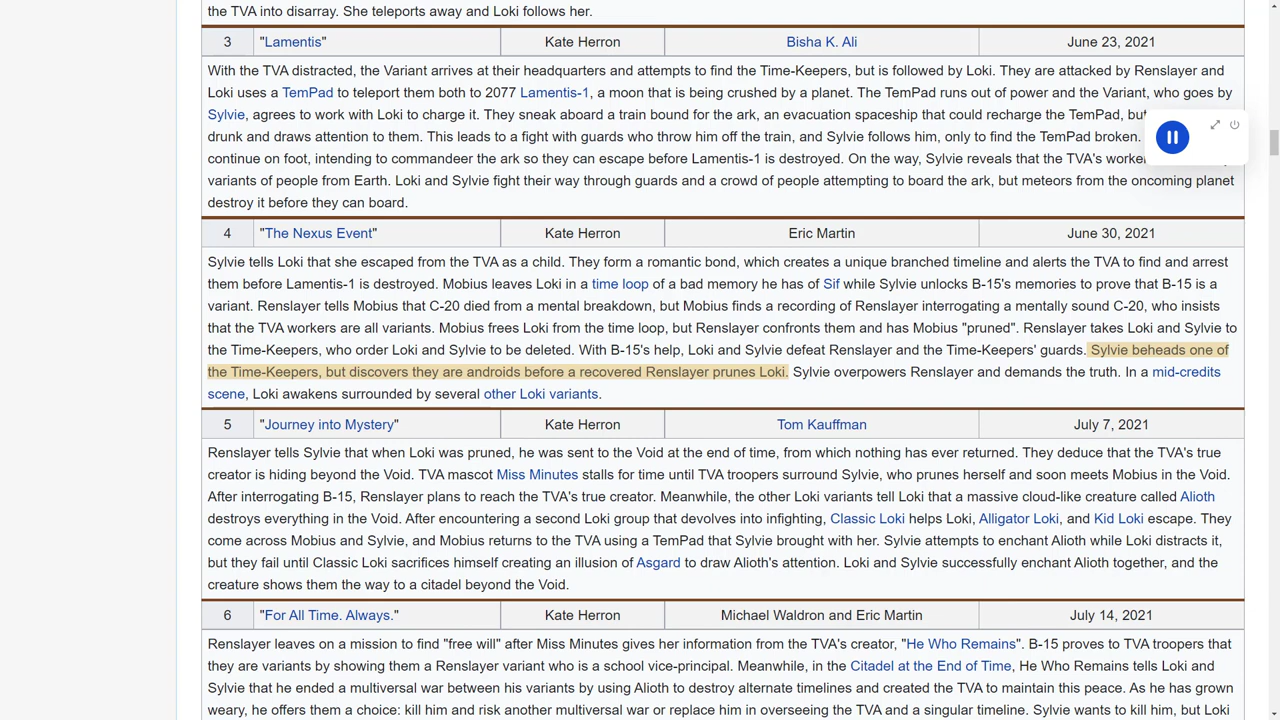 the TVA into disarray. She teleports away and Loki follows her.
3 "Lamentis" Kate Herron Bisha K. Ali June 23, 2021
With the TVA distracted, the Variant arrives at their headquarters and attempts to find the Time-Keepers, but is followed by Loki. They are attacked by Renslayer and
Loki uses a TemPad to teleport them both to 2077 Lamentis-1, a moon that is being crushed by a planet. The TemPad runs out of power and the Variant, who goes by
Sylvie, agrees to work with Loki to charge it. They sneak aboard a train bound for the ark, an evacuation spaceship that could recharge the TemPad, but
drunk and draws attention to them. This leads to a fight with guards who throw him off the train, and Sylvie follows him, only to find the TemPad broken.
continue on foot, intending to commandeer the ark so they can escape before Lamentis-1 is destroyed. On the way, Sylvie reveals that the TVA's
variants of people from Earth. Loki and Sylvie fight their way through guards and a crowd of people attempting to board the ark, but meteors from the oncoming planet
destroy it before they can board.
4 "The Nexus Event" Kate Herron Eric Martin June 30, 2021
Sylvie tells Loki that she escaped from the TVA as a child. They form a romantic bond, which creates a unique branched timeline and alerts the TVA to find and arrest
them before Lamentis-1 is destroyed. Mobius leaves Loki in a time loop of a bad memory he has of Sif while Sylvie unlocks B-15's memories to prove that B-15 is a
variant. Renslayer tells Mobius that C-20 died from a mental breakdown, but Mobius finds a recording of Renslayer interrogating a mentally sound C-20, who insists
that the TVA workers are all variants. Mobius frees Loki from the time loop, but Renslayer confronts them and has Mobius "pruned". Renslayer takes Loki and Sylvie to
the Time-Keepers, who order Loki and Sylvie to be deleted. With B-15's help, Loki and Sylvie defeat Renslayer and the Time-Keepers' guards. Sylvie beheads one of
the Time-Keepers, but discovers they are androids before a recovered Renslayer prunes Loki. Sylvie overpowers Renslayer and demands the truth. In a mid-credits
scene, Loki awakens surrounded by several other Loki variants.
5 "Journey into Mystery" Kate Herron Tom Kauffman July 7, 2021
Renslayer tells Sylvie that when Loki was pruned, he was sent to the Void at the end of time, from which nothing has ever returned. They deduce that the TVA's true
creator is hiding beyond the Void. TVA mascot Miss Minutes stalls for time until TVA troopers surround Sylvie, who prunes herself and soon meets Mobius in the Void.
After interrogating B-15, Renslayer plans to reach the TVA's true creator. Meanwhile, the other Loki variants tell Loki that a massive cloud-like creature called Alioth
destroys everything in the Void. After encountering a second Loki group that devolves into infighting, Classic Loki helps Loki, Alligator Loki, and Kid Loki escape. They
come across Mobius and Sylvie, and Mobius returns to the TVA using a TemPad that Sylvie brought with her. Sylvie attempts to enchant Alioth while Loki distracts it,
but they fail until Classic Loki sacrifices himself creating an illusion of Asgard to draw Alioth's attention. Loki and Sylvie successfully enchant Alioth together, and the
creature shows them the way to a citadel beyond the Void.
6 "For All Time. Always." Kate Herron Michael Waldron and Eric Martin July 14, 2021
Renslayer leaves on a mission to find "free will" after Miss Minutes gives her information from the TVA's creator, "He Who Remains". B-15 proves to TVA troopers that
they are variants by showing them a Renslayer variant who is a school vice-principal. Meanwhile, in the Citadel at the End of Time, He Who Remains tells Loki and
Sylvie that he ended a multiversal war between his variants by using Alioth to destroy alternate timelines and created the TVA to maintain this peace. As he has grown
weary, he offers them a choice: kill him and risk another multiversal war or replace him in overseeing the TVA and a singular timeline. Sylvie wants to kill him, but Loki